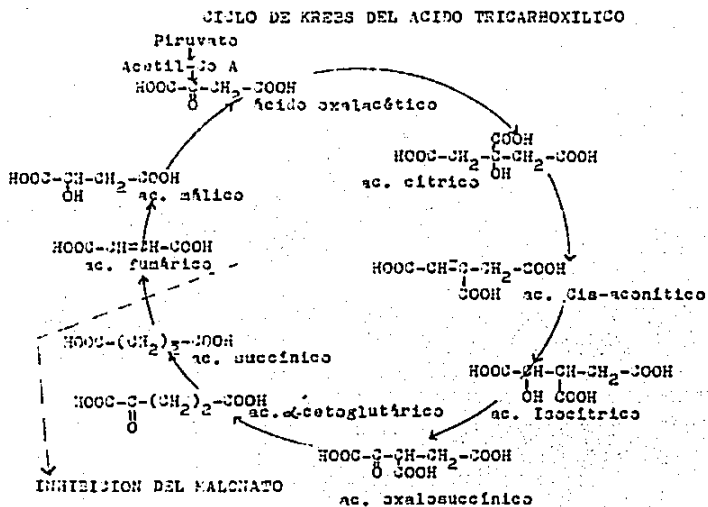 CICLO DE KREBS DEL ACIDO TRICARBOXILICO
Piruvato
Acetil-Co A
HOOC-C-CH2-COOH
O
Ácido oxalacético
COOH
HOOC-CH2-C-CH2-COOH
OH
ac. cítrico
HOOC-CH=C-CH2-COOH
COOH
ac. Cis-aconítico
HOOC-CH-CH-CH2-COOH
OH COOH
ac. Isocítrico
HOOC-C-CH-CH2-COOH
O COOH
ac. oxalosuccínico
HOOC-C-(CH2)2-COOH
O
ac. α-cetoglutárico
HOOC-(CH2)2-COOH
ac. succínico
HOOC-CH=CH-COOH
ac. fumárico
HOOC-CH-CH2-COOH
OH
ac. málico
INHIBICION DEL MALONATO